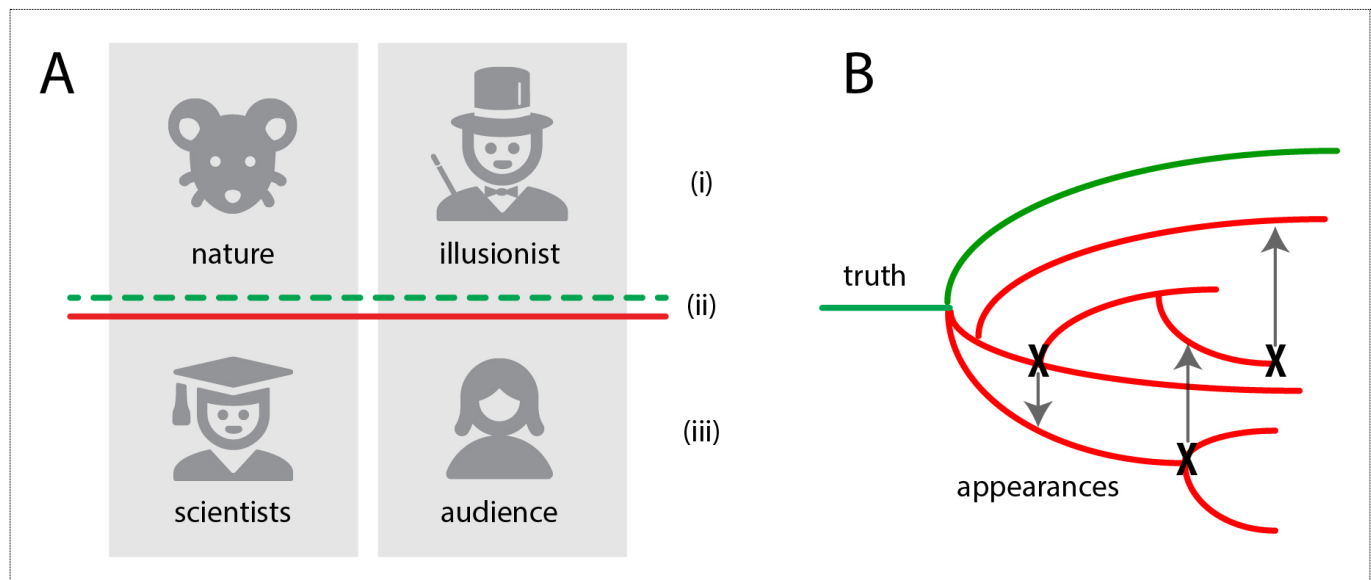 A
nature
illusionist
(i)
(ii)
scientists
audience
(iii)
B
truth
X
X
X
appearances